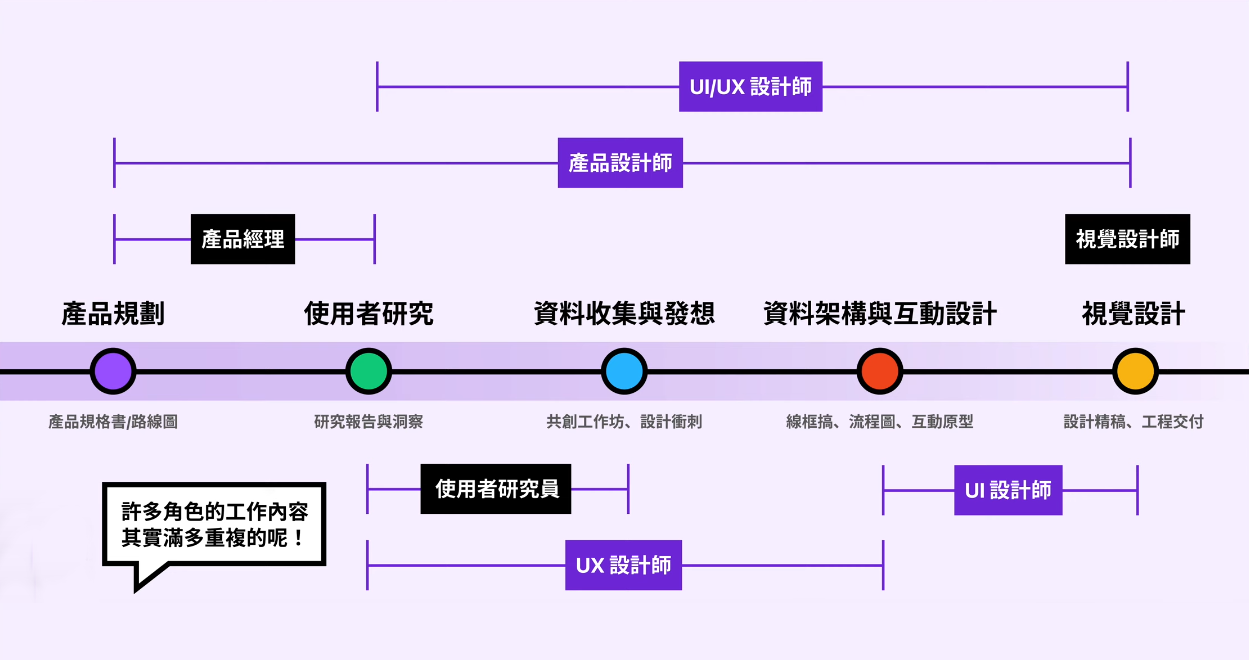 UI/UX 設計師
產品設計師
產品經理
視覺設計師
產品規劃
使用者研究
資料收集與發想
資料架構與互動設計
視覺設計
產品規格書/路線圖
研究報告與洞察
共創工作坊、設計衝刺
線框搞、流程圖、互動原型
設計精稿、工程交付
使用者研究員
UI 設計師
許多角色的工作內容
其實滿多重複的呢！
UX 設計師